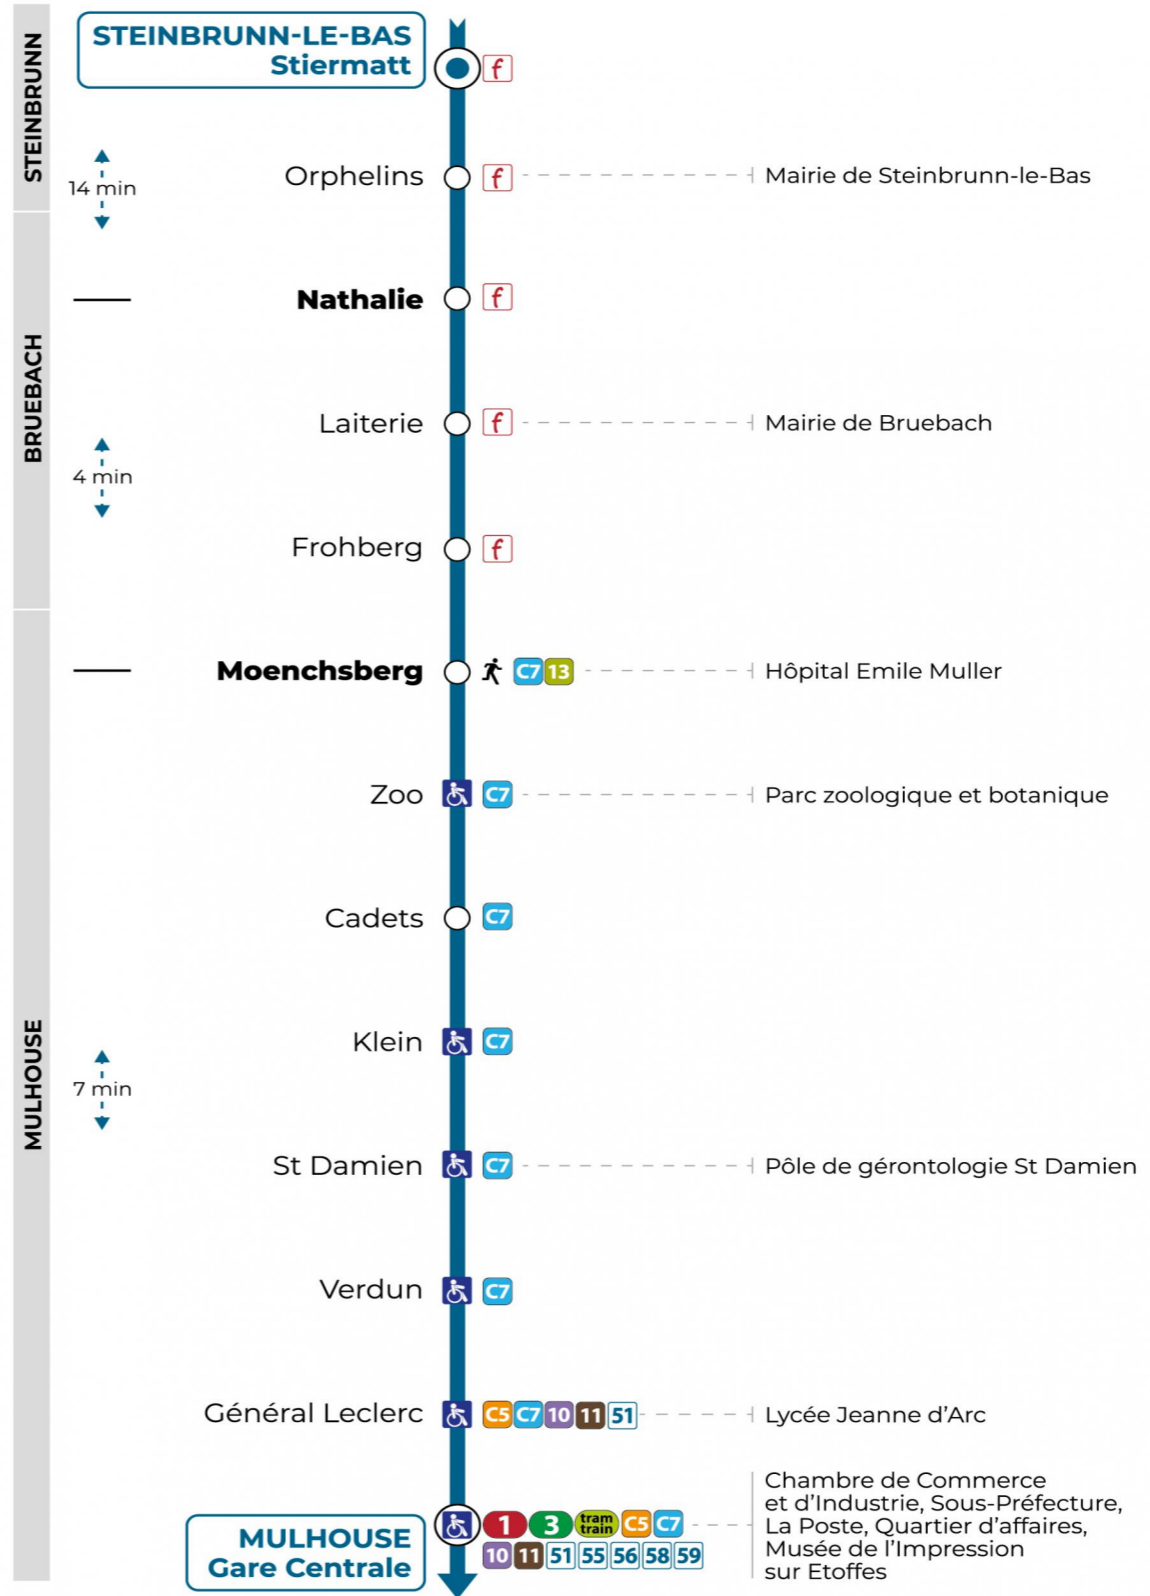 STEINBRUNN
STEINBRUNN-LE-BAS
Stiermatt
f
14 min
Orphelins
f
Mairie de Steinbrunn-le-Bas
BRUEBACH
Nathalie
f
Laiterie
f
Mairie de Bruebach
4 min
Frohberg
f
MULHOUSE
Moenchsberg
C7 13
Hôpital Emile Muller
Zoo
C7
Parc zoologique et botanique
Cadets
C7
Klein
C7
7 min
St Damien
C7
Pôle de gérontologie St Damien
Verdun
C7
Général Leclerc
C5 C7 10 11 51
Lycée Jeanne d'Arc
MULHOUSE
Gare Centrale
1 3 tram train C5 C7
10 11 51 55 56 58 59
Chambre de Commerce
et d'Industrie, Sous-Préfecture,
La Poste, Quartier d'affaires,
Musée de l'Impression
sur Etoffes